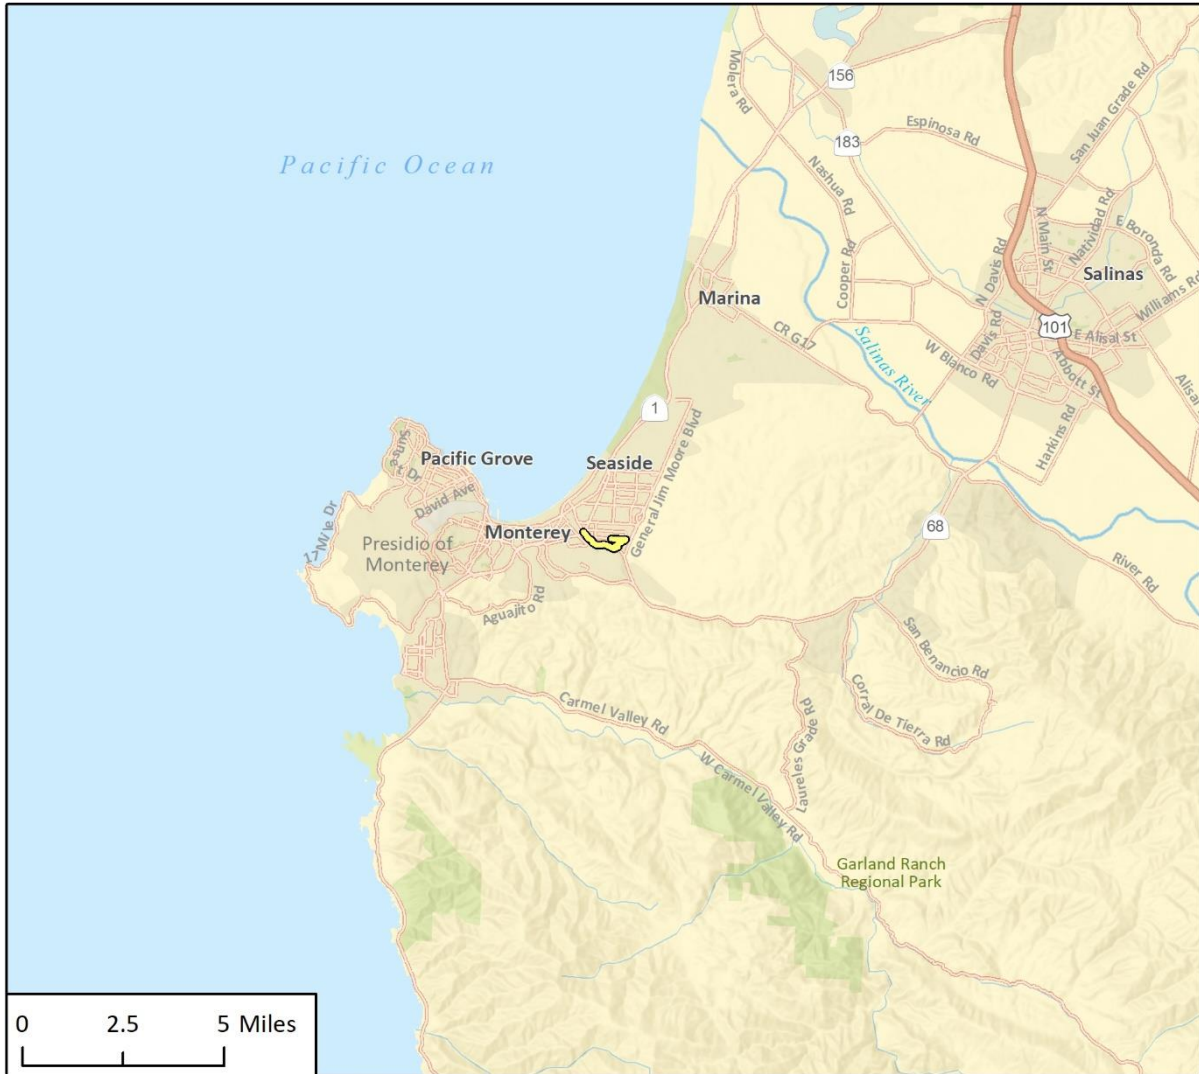 Molera Rd
156
San Juan Grade Rd
Espinosa Rd
183
Pacific Ocean
Nashua Rd
Natividad Rd
N Main St
E Boronda Rd
Cooper Rd
N Davis Rd
Salinas
Williams Rd
Marina
CR G17
Salinas River
Davis Rd
101
E Alisal St
W Blanco Rd
Abbott St
Alisal
1
General Jim Moore Blvd
Harkins Rd
Sunset Dr
Pacific Grove
Seaside
David Ave
17 Mile Dr
Monterey
Presidio of
Monterey
68
River Rd
Aguajito Rd
San Benancio Rd
Corral De Tierra Rd
Carmel Valley Rd
Laureles Grade Rd
W Carmel Valley Rd
Garland Ranch
Regional Park
0 2.5 5 Miles